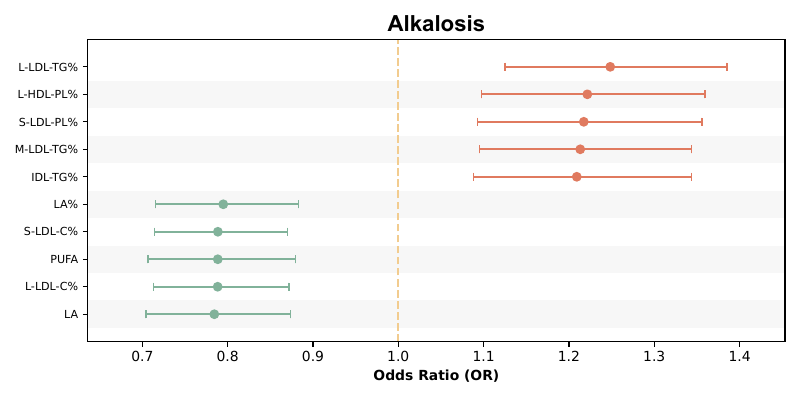 Alkalosis
L-LDL-TG%
L-HDL-PL%
S-LDL-PL%
M-LDL-TG%
IDL-TG%
LA%
S-LDL-C%
PUFA
L-LDL-C%
LA
0.7 0.8 0.9 1.0 1.1 1.2 1.3 1.4
Odds Ratio (OR)